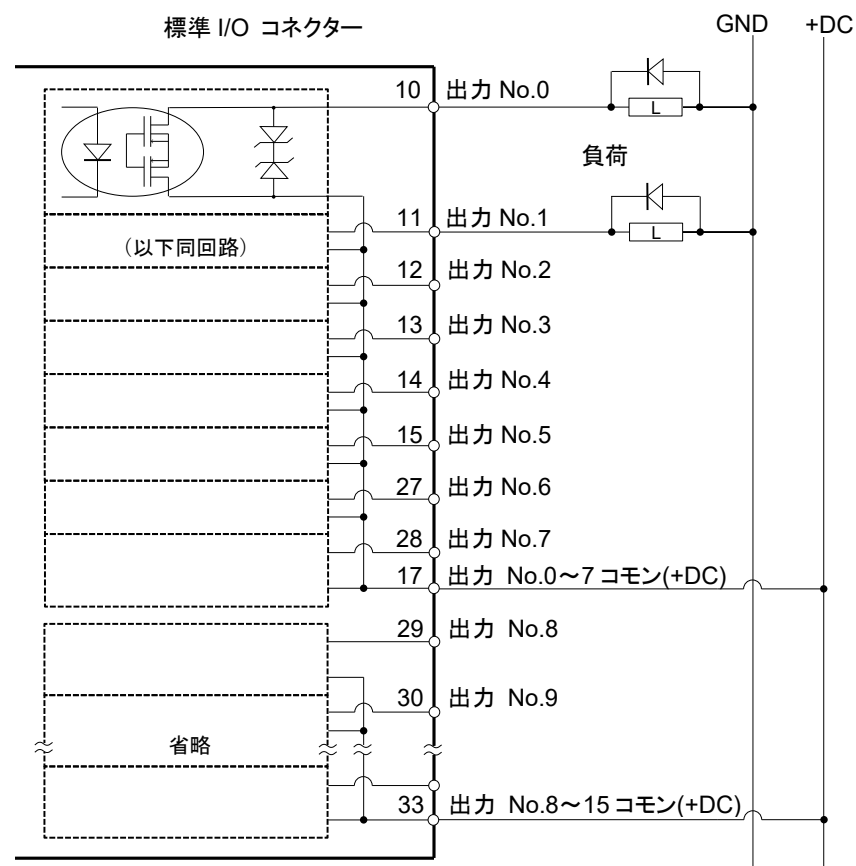 標準 I/O コネクター
GND
+DC
10
出力 No.0
L
負荷
11
出力 No.1
L
(以下同回路)
12
出力 No.2
13
出力 No.3
14
出力 No.4
15
出力 No.5
27
出力 No.6
28
出力 No.7
17
出力 No.0～7 コモン(+DC)
29
出力 No.8
30
出力 No.9
省略
33
出力 No.8～15 コモン(+DC)